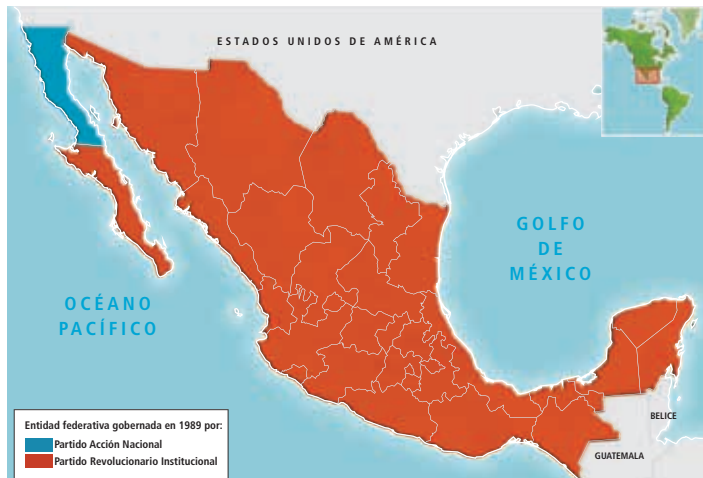 ESTADOS UNIDOS DE AMÉRICA
GOLFO
DE
MÉXICO
OCÉANO
PACÍFICO
BELICE
GUATEMALA
Entidad federativa gobernada en 1989 por:
Partido Acción Nacional
Partido Revolucionario Institucional